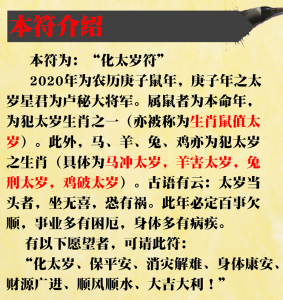 本符介绍
本符为：“化太岁符”
2020年为农历庚子鼠年，庚子年之太
岁星君为卢秘大将军。属鼠者为本命年，
为犯太岁生肖之一（亦被称为生肖鼠值太
岁）。此外，马、羊、兔、鸡亦为犯太岁
之生肖（具体为马冲太岁，羊害太岁，兔
刑太岁，鸡破太岁）。古语有云：太岁当
头者，坐无喜，恐有祸。此年必定百事欠
顺，事业多有困厄，身体多有病疾。
有以下愿望者，可请此符：
“化太岁、保平安、消灾解难、身体康安、
财源广进、顺风顺水、大吉大利！”